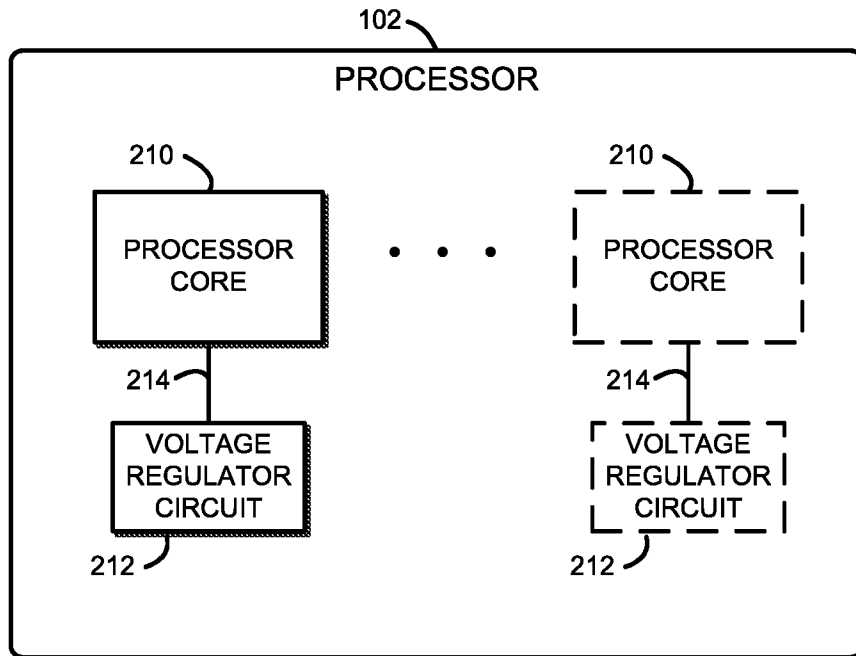 102
PROCESSOR
210
210
PROCESSOR
CORE
• • •
PROCESSOR
CORE
214
214
VOLTAGE
REGULATOR
CIRCUIT
VOLTAGE
REGULATOR
CIRCUIT
212
212